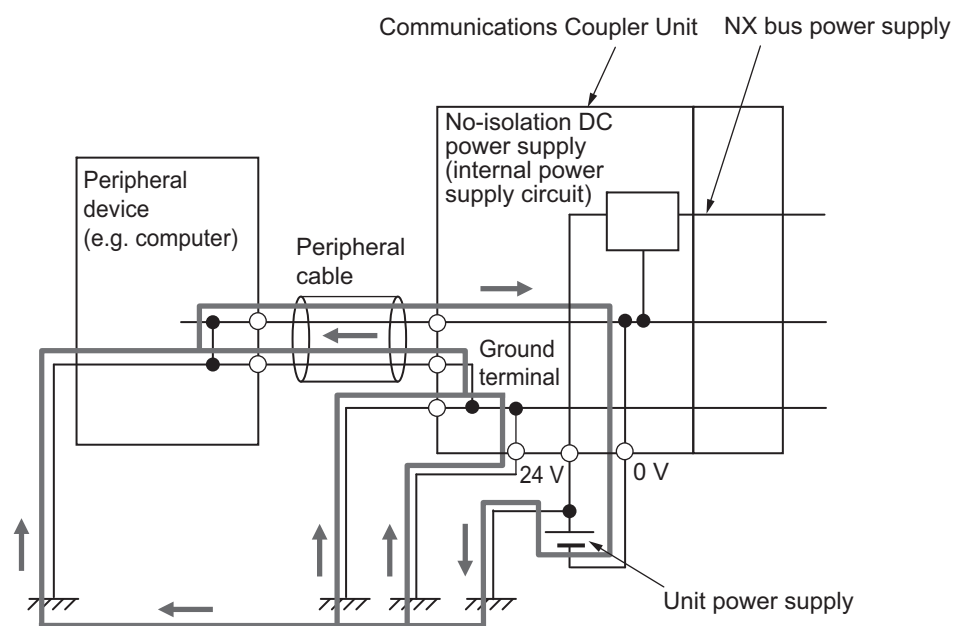 Communications Coupler Unit
NX bus power supply
No-isolation DC
power supply
(internal power
supply circuit)
Peripheral
device
(e.g. computer)
Peripheral
cable
Ground
terminal
24 V
0 V
Unit power supply